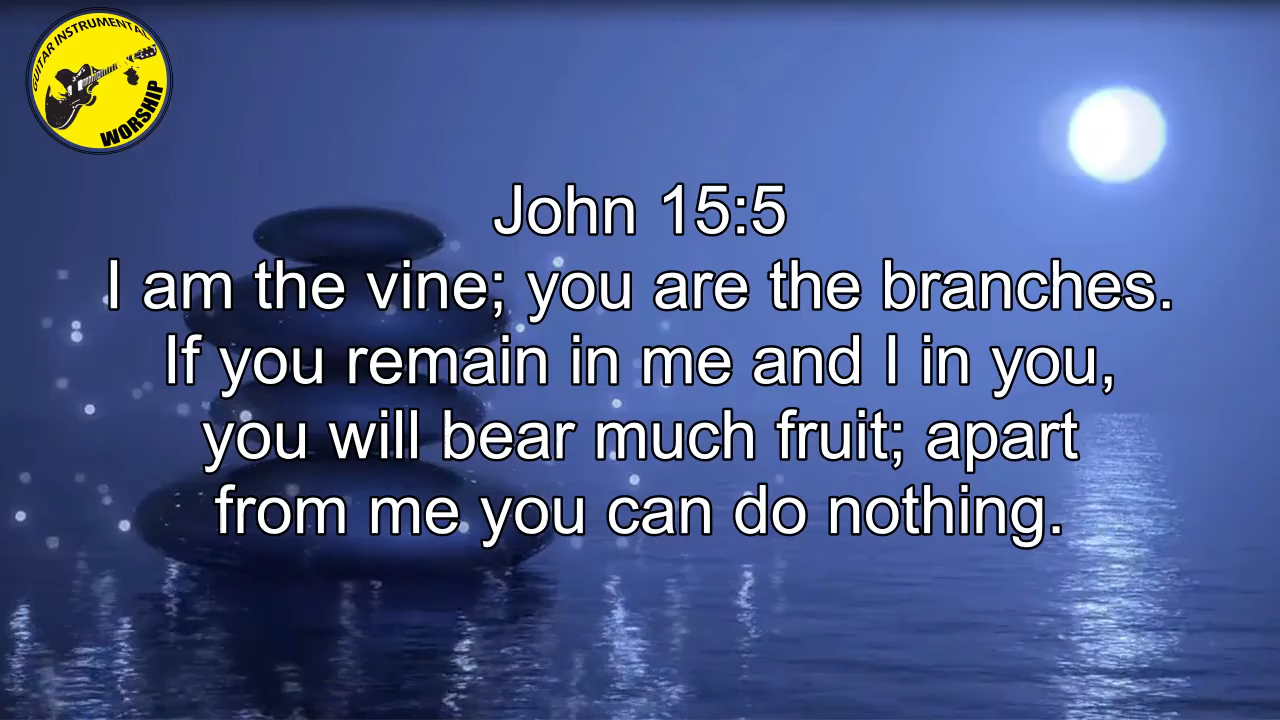 GUITAR INSTRUMENTAL
WORSHIP
John 15:5
I am the vine; you are the branches.
If you remain in me and I in you,
you will bear much fruit; apart
from me you can do nothing.